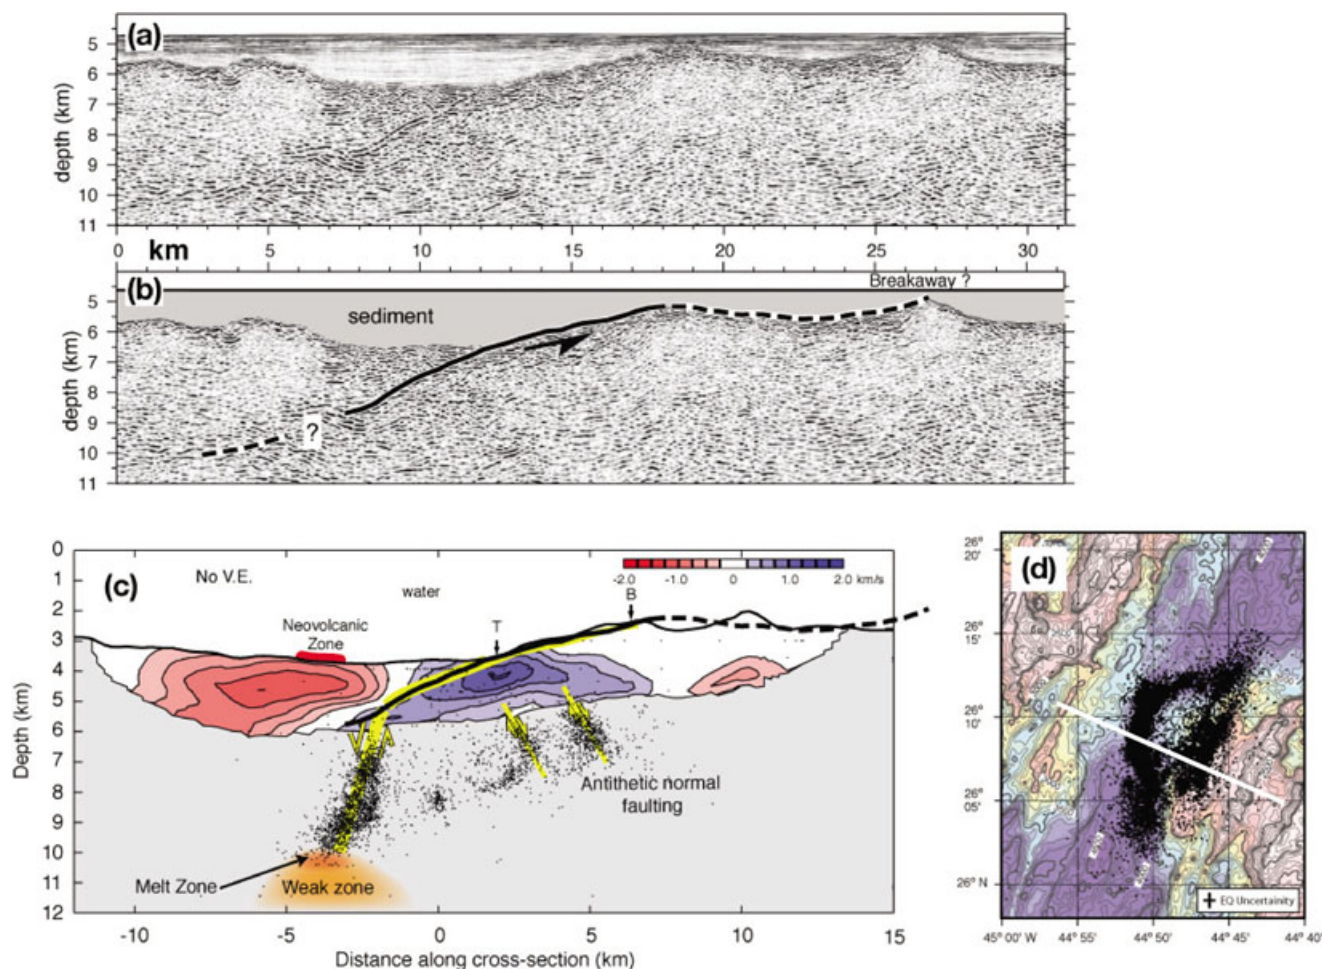 (a)
depth (km)
5
6
7
8
9
10
11
0 km 5 10 15 20 25 30
(b)
Breakaway ?
sediment
depth (km)
5
6
7
8
9
10
11
?
(c)
No V.E.
water
-2.0 -1.0 0 1.0 2.0 km/s
B
T
Neovolcanic
Zone
Depth (km)
0
1
2
3
4
5
6
7
8
9
10
11
12
Antithetic normal
faulting
Melt Zone
Weak zone
-10 -5 0 5 10 15
Distance along cross-section (km)
(d)
26°
20'
26°
15'
26°
10'
26°
05'
26° N
EQ Uncertainity
45° 00' W 44° 55' 44° 50' 44° 45' 44° 40'